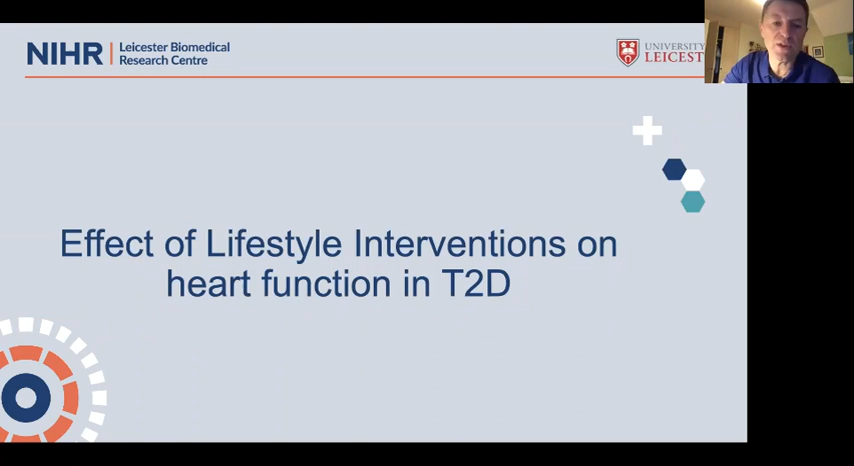 NIHR
Leicester Biomedical
Research Centre
UNIVERSITY
LEICEST
Effect of Lifestyle Interventions on
heart function in T2D